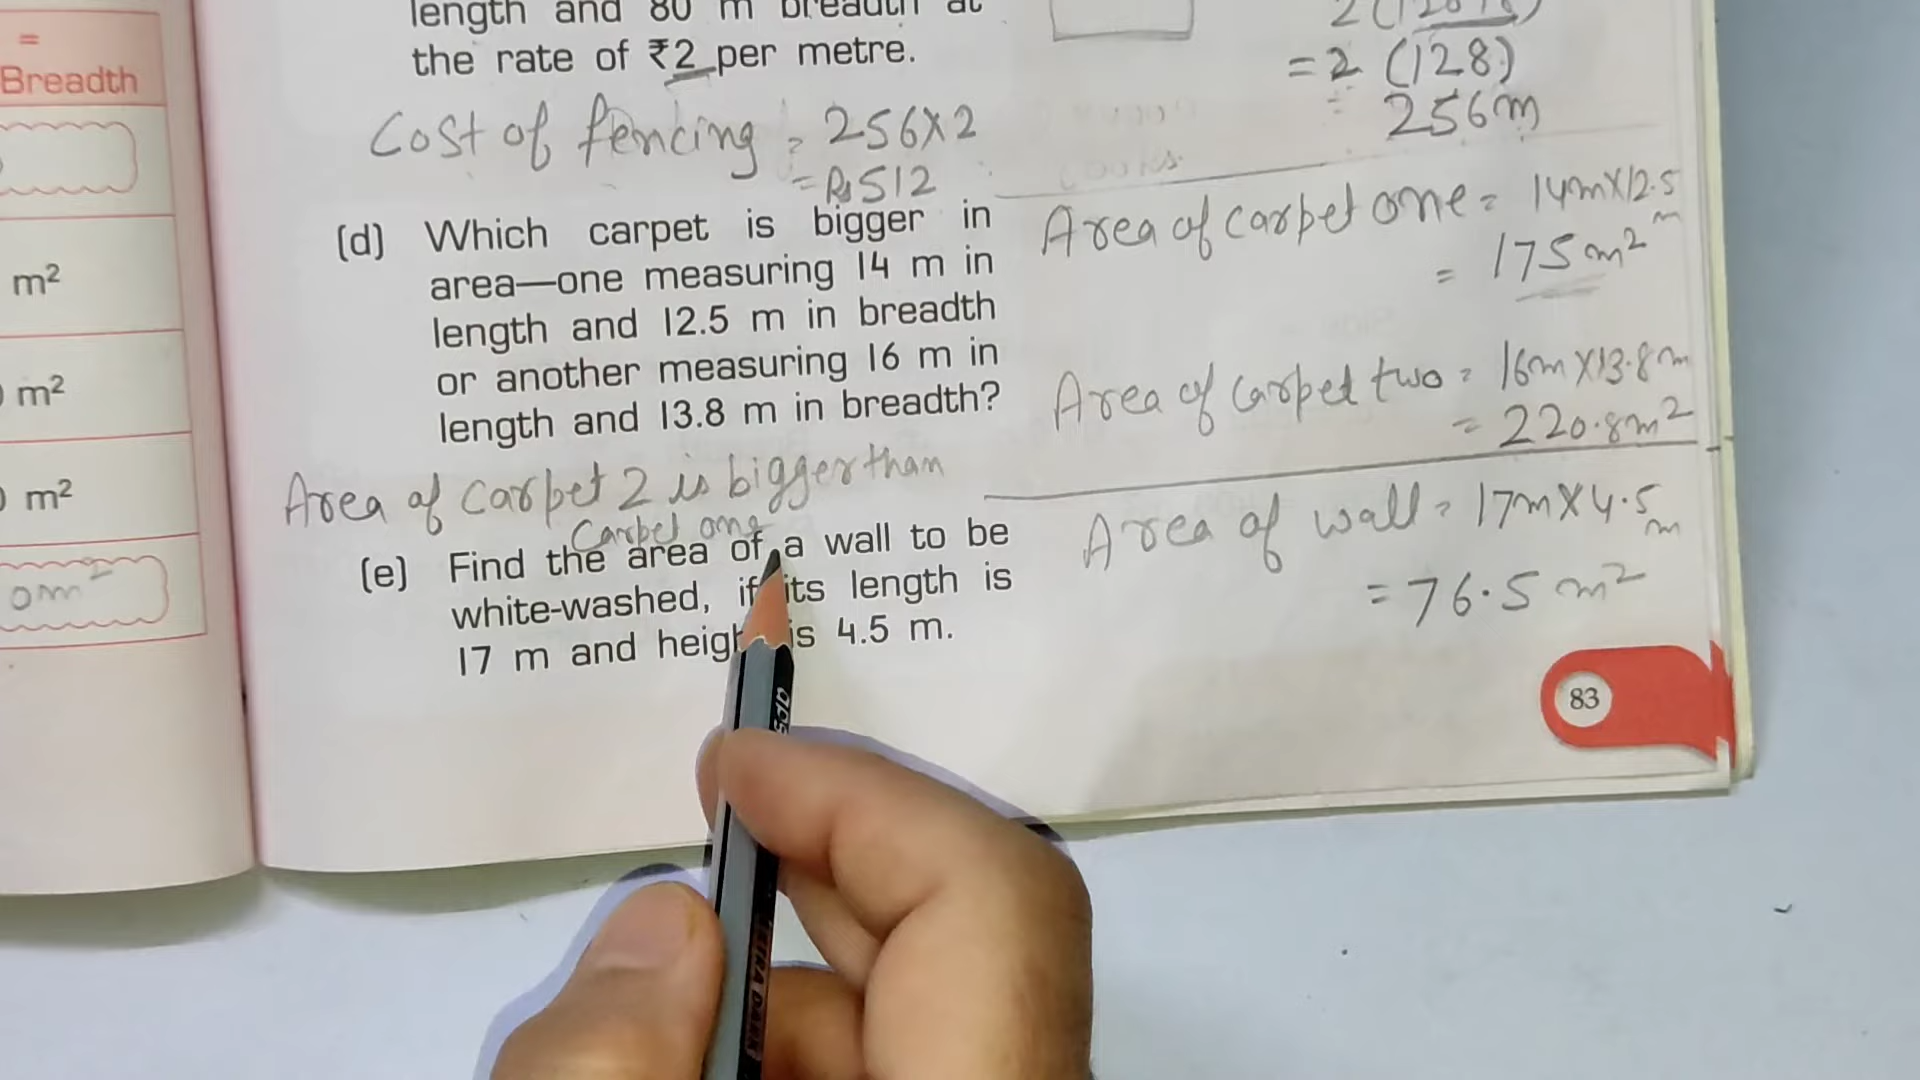 =
Breadth
m²
m²
m²
0m²
length and 80 m breadth at
the rate of ₹2 per metre.
Cost of fencing = 256×2
= Rs 512
= 2 (128)
256m
(d) Which carpet is bigger in
area—one measuring 14 m in
length and 12.5 m in breadth
or another measuring 16 m in
length and 13.8 m in breadth?
Area of carpet one = 14m×12.5
m
= 175 m²
Area of carpet two = 16m×13.8m
= 220.8m²
Area of carpet 2 is bigger than
carpet one
(e) Find the area of a wall to be
white-washed, if its length is
17 m and height is 4.5 m.
Area of wall = 17m×4.5
m
= 76.5 m²
83